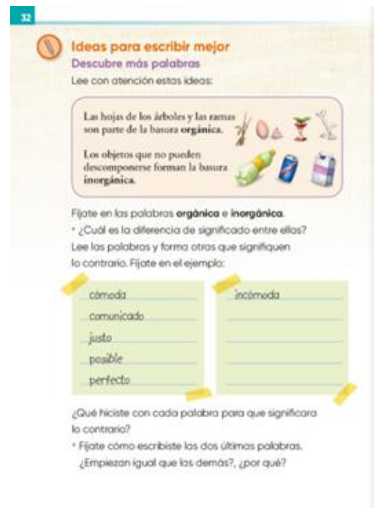 32
Ideas para escribir mejor
Descubre más palabras
Lee con atención estas ideas:
Las hojas de los árboles y las ramas
son parte de la basura orgánica.
Los objetos que no pueden
descomponerse forman la basura
inorgánica.
Fíjate en las palabras orgánica e inorgánica.
• ¿Cuál es la diferencia de significado entre ellas?
Lee las palabras y forma otras que signifiquen
lo contrario. Fíjate en el ejemplo:
cómoda
comunicado
justo
posible
perfecto
incómoda
¿Qué hiciste con cada palabra para que significara
lo contrario?
• Fíjate cómo escribiste las dos últimas palabras.
¿Empiezan igual que las demás?, ¿por qué?